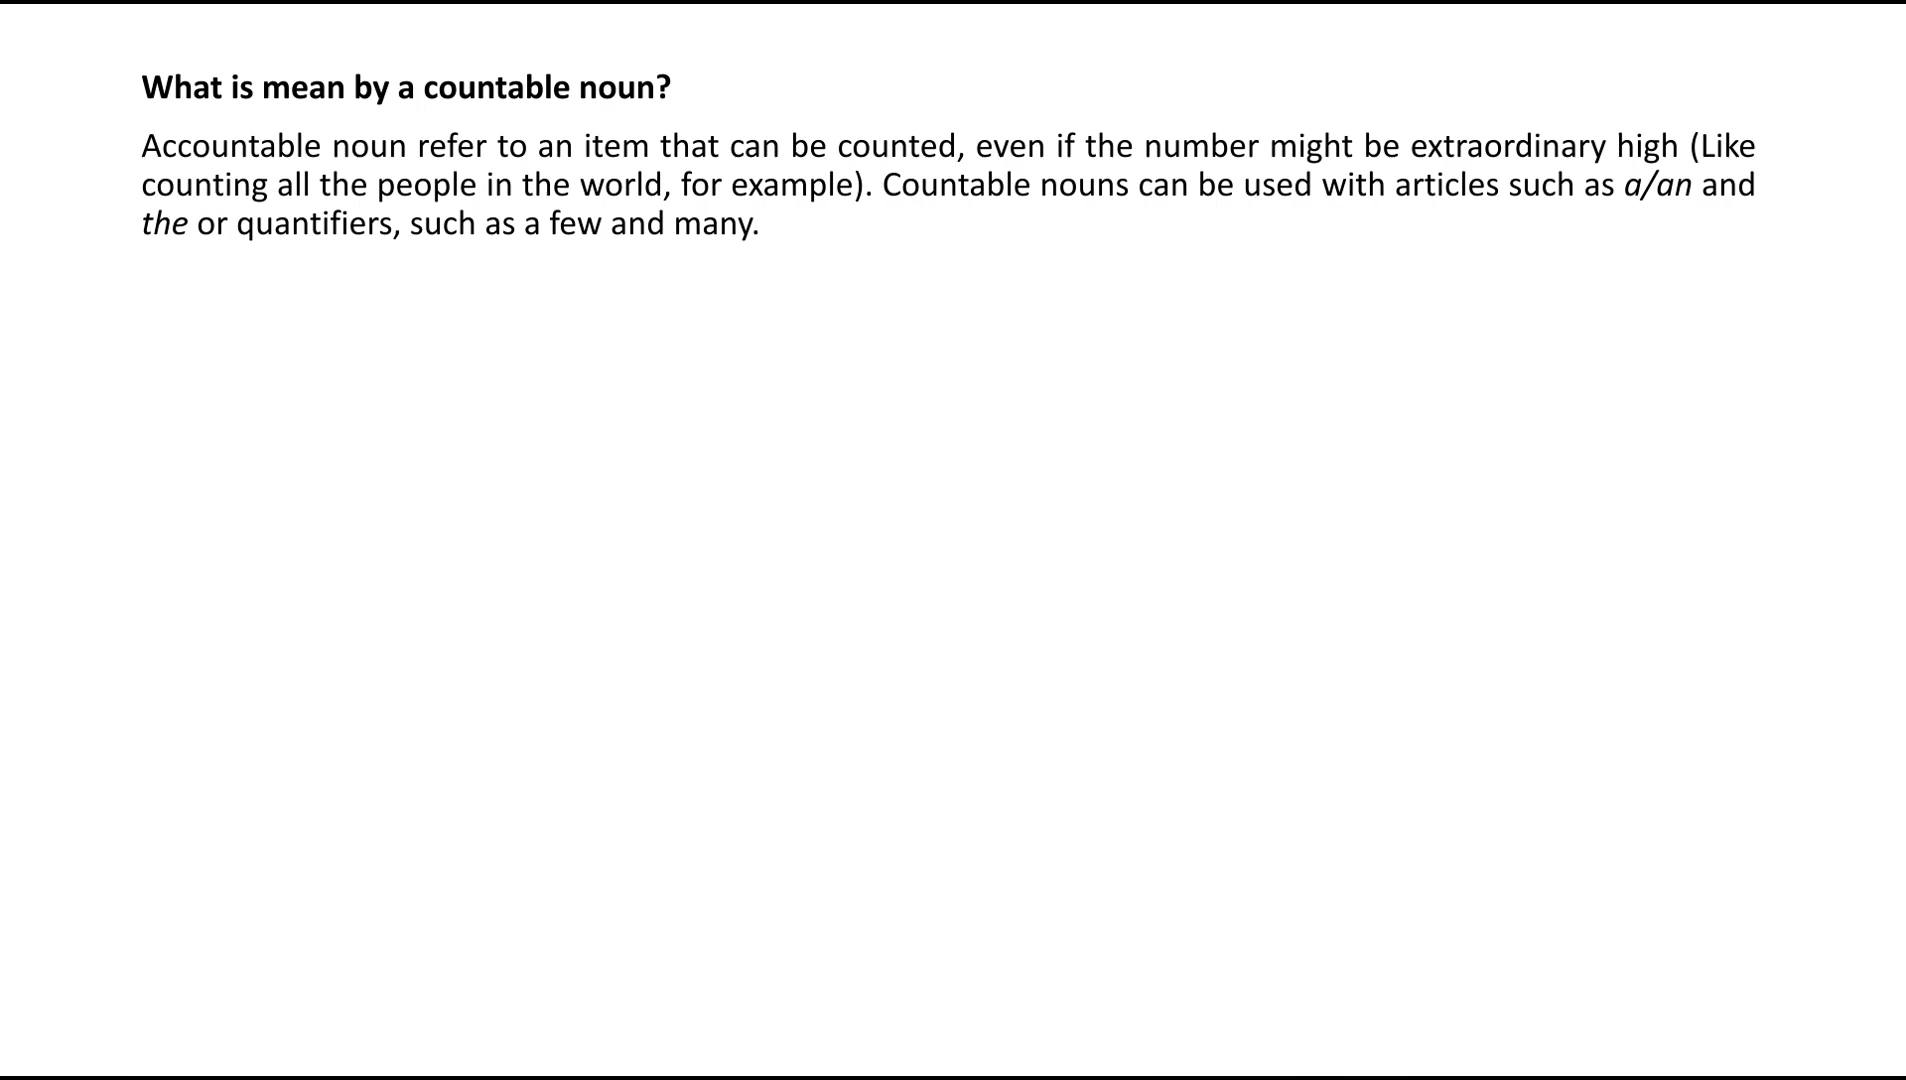 What is mean by a countable noun?
Accountable noun refer to an item that can be counted, even if the number might be extraordinary high (Like
counting all the people in the world, for example). Countable nouns can be used with articles such as a/an and
the or quantifiers, such as a few and many.